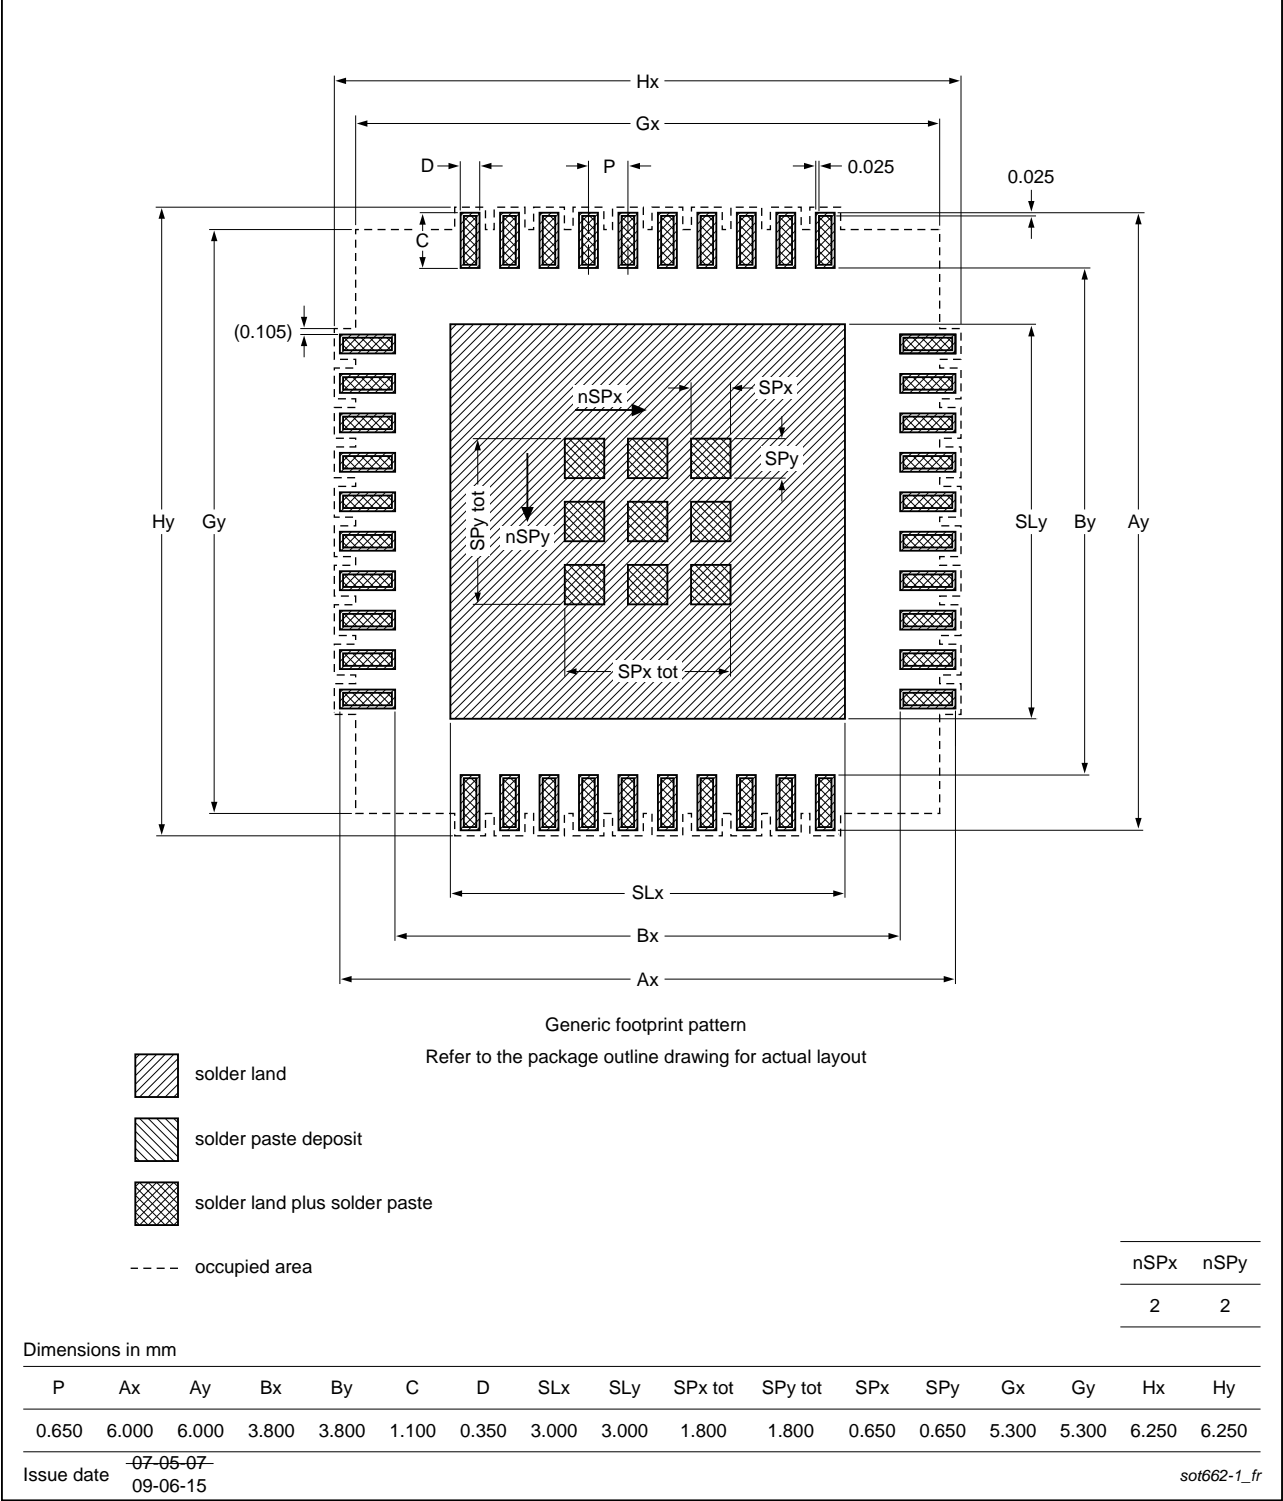 Hx
Gx
D P 0.025
0.025
C
(0.105)
nSPx SPx
SPy
SPy tot
nSPy
Hy Gy SLy By Ay
SPx tot
SLx
Bx
Ax
Generic footprint pattern
Refer to the package outline drawing for actual layout
solder land
solder paste deposit
solder land plus solder paste
occupied area
nSPx nSPy
2 2
Dimensions in mm
P Ax Ay Bx By C D SLx SLy SPx tot SPy tot SPx SPy Gx Gy Hx Hy
0.650 6.000 6.000 3.800 3.800 1.100 0.350 3.000 3.000 1.800 1.800 0.650 0.650 5.300 5.300 6.250 6.250
Issue date 07-05-07
09-06-15
sot662-1_fr